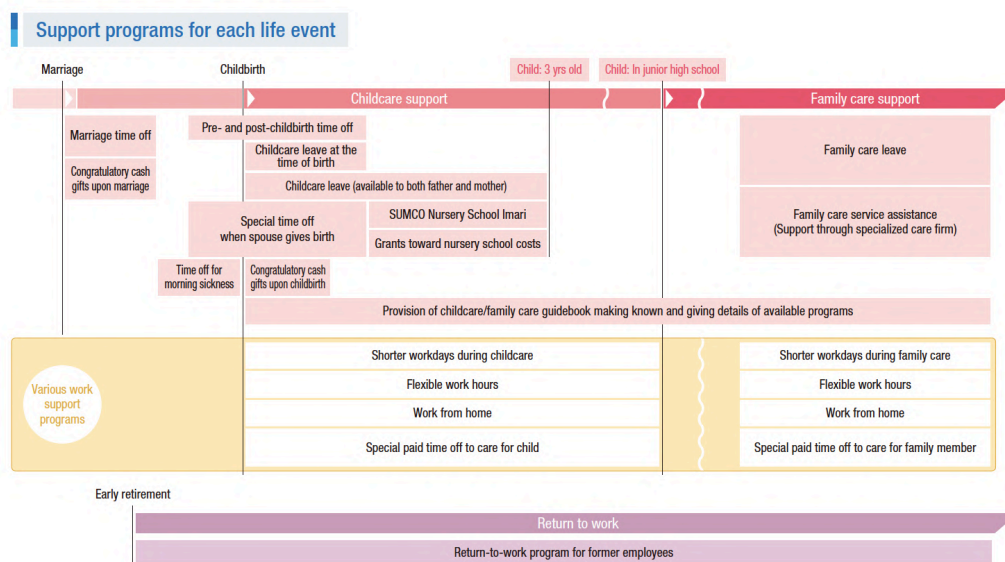 Support programs for each life event
Marriage
Childbirth
Child: 3 yrs old
Child: In junior high school
Childcare support
Family care support
Marriage time off
Congratulatory cash
gifts upon marriage
Pre- and post-childbirth time off
Childcare leave at the
time of birth
Childcare leave (available to both father and mother)
Special time off
when spouse gives birth
SUMCO Nursery School Imari
Grants toward nursery school costs
Time off for
morning sickness
Congratulatory cash
gifts upon childbirth
Family care leave
Family care service assistance
(Support through specialized care firm)
Provision of childcare/family care guidebook making known and giving details of available programs
Various work
support
programs
Shorter workdays during childcare
Flexible work hours
Work from home
Special paid time off to care for child
Shorter workdays during family care
Flexible work hours
Work from home
Special paid time off to care for family member
Early retirement
Return to work
Return-to-work program for former employees